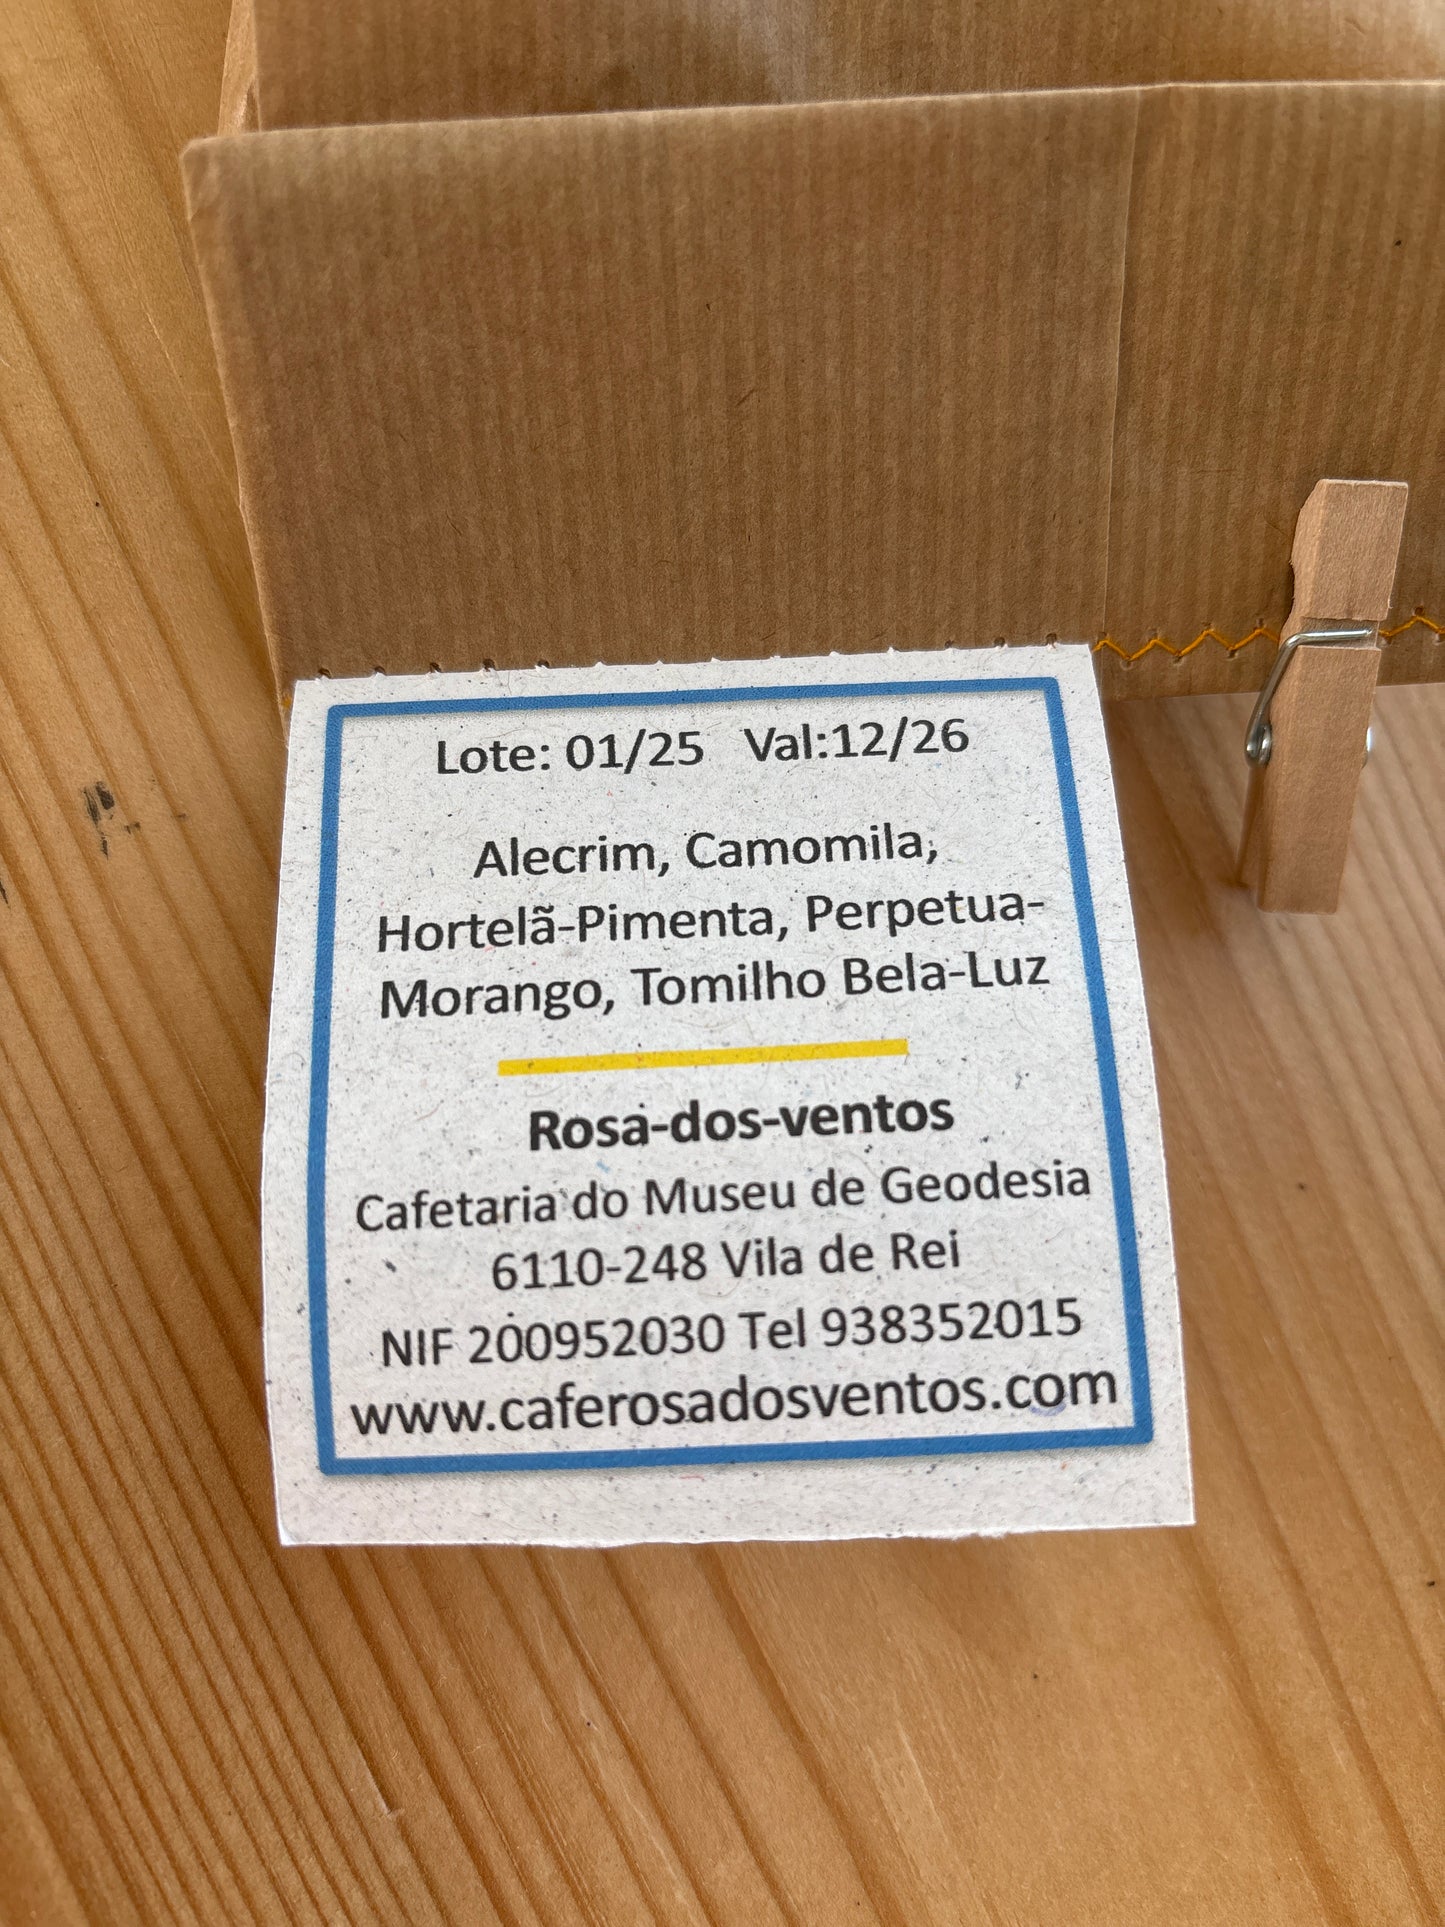 Lote: 01/25 Val:12/26
Alecrim, Camomila,
Hortelã-Pimenta, Perpetua-
Morango, Tomilho Bela-Luz
Rosa-dos-ventos
Cafetaria do Museu de Geodesia
6110-248 Vila de Rei
NIF 200952030 Tel 938352015
www.caferosadosventos.com